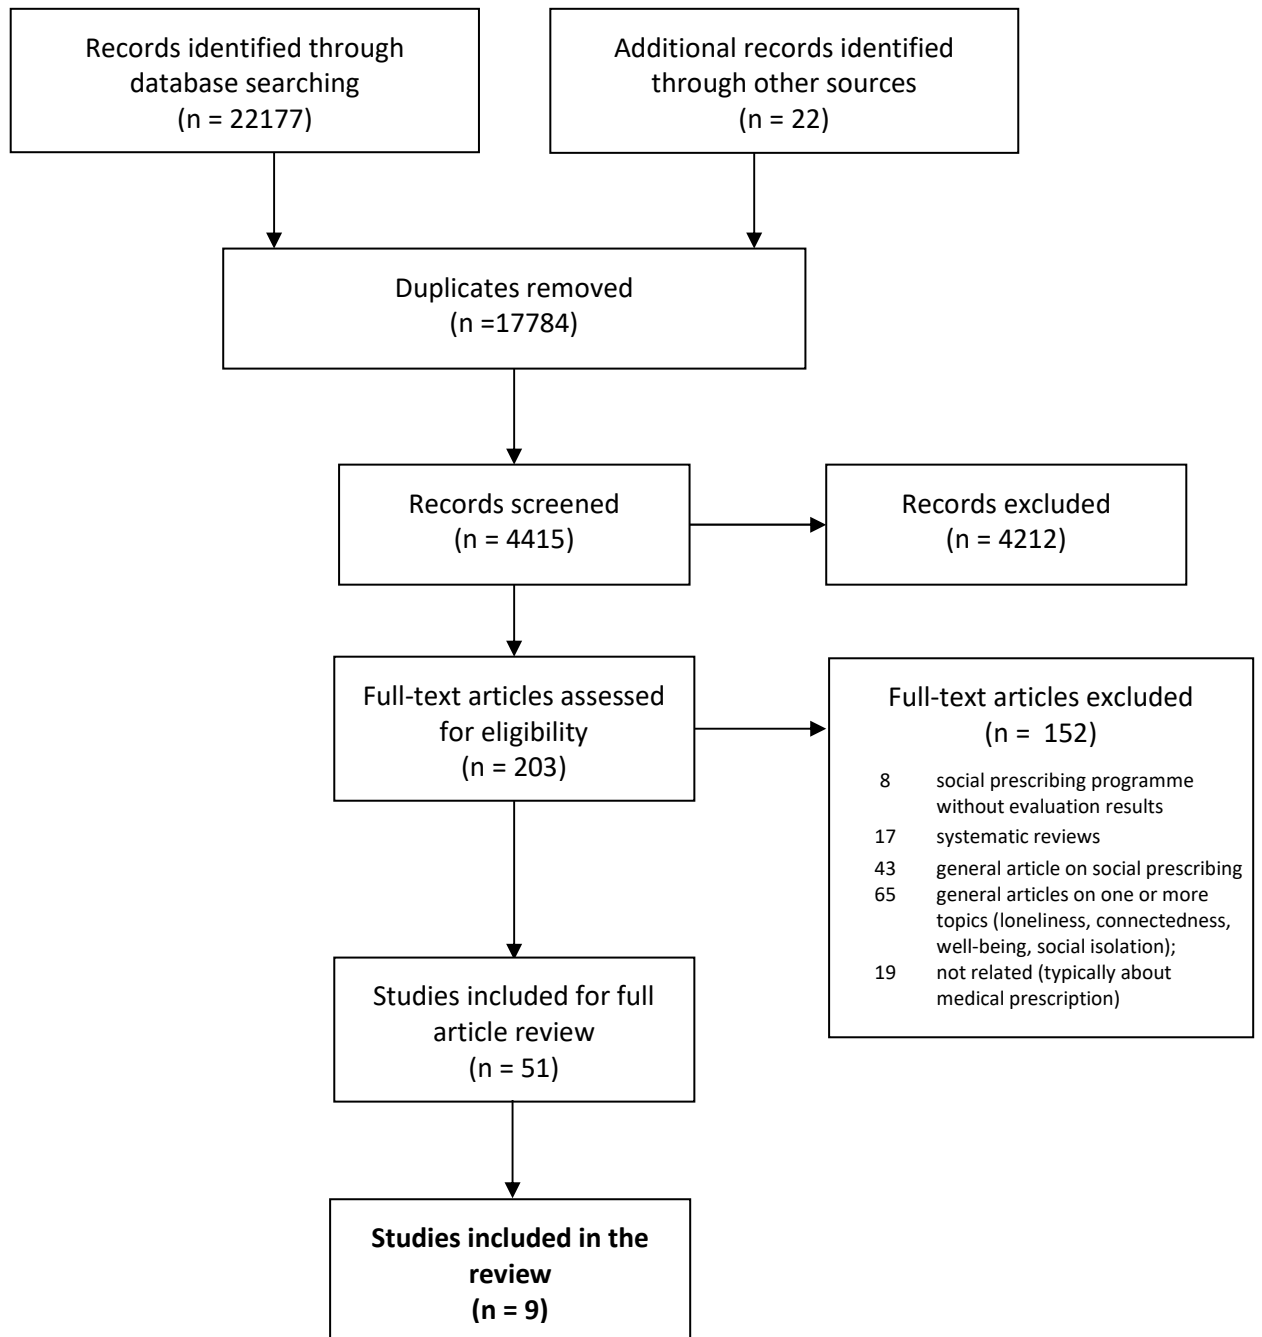 Records identified through
database searching
(n = 22177)
Additional records identified
through other sources
(n = 22)
Duplicates removed
(n =17784)
Records screened
(n = 4415)
Records excluded
(n = 4212)
Full-text articles assessed
for eligibility
(n = 203)
Full-text articles excluded
(n =  152)
8 social prescribing programme
without evaluation results
17 systematic reviews
43 general article on social prescribing
65 general articles on one or more
topics (loneliness, connectedness,
well-being, social isolation);
19 not related (typically about
medical prescription)
Studies included for full
article review
(n = 51)
Studies included in the
review
(n = 9)